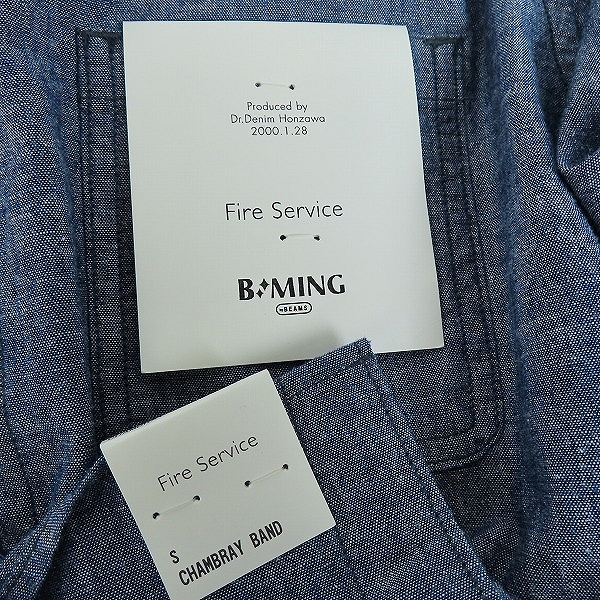 Produced by
Dr.Denim Honzawa
2000.1.28
Fire Service
B MING
by BEAMS
Fire Service
S
CHAMBRAY BAND